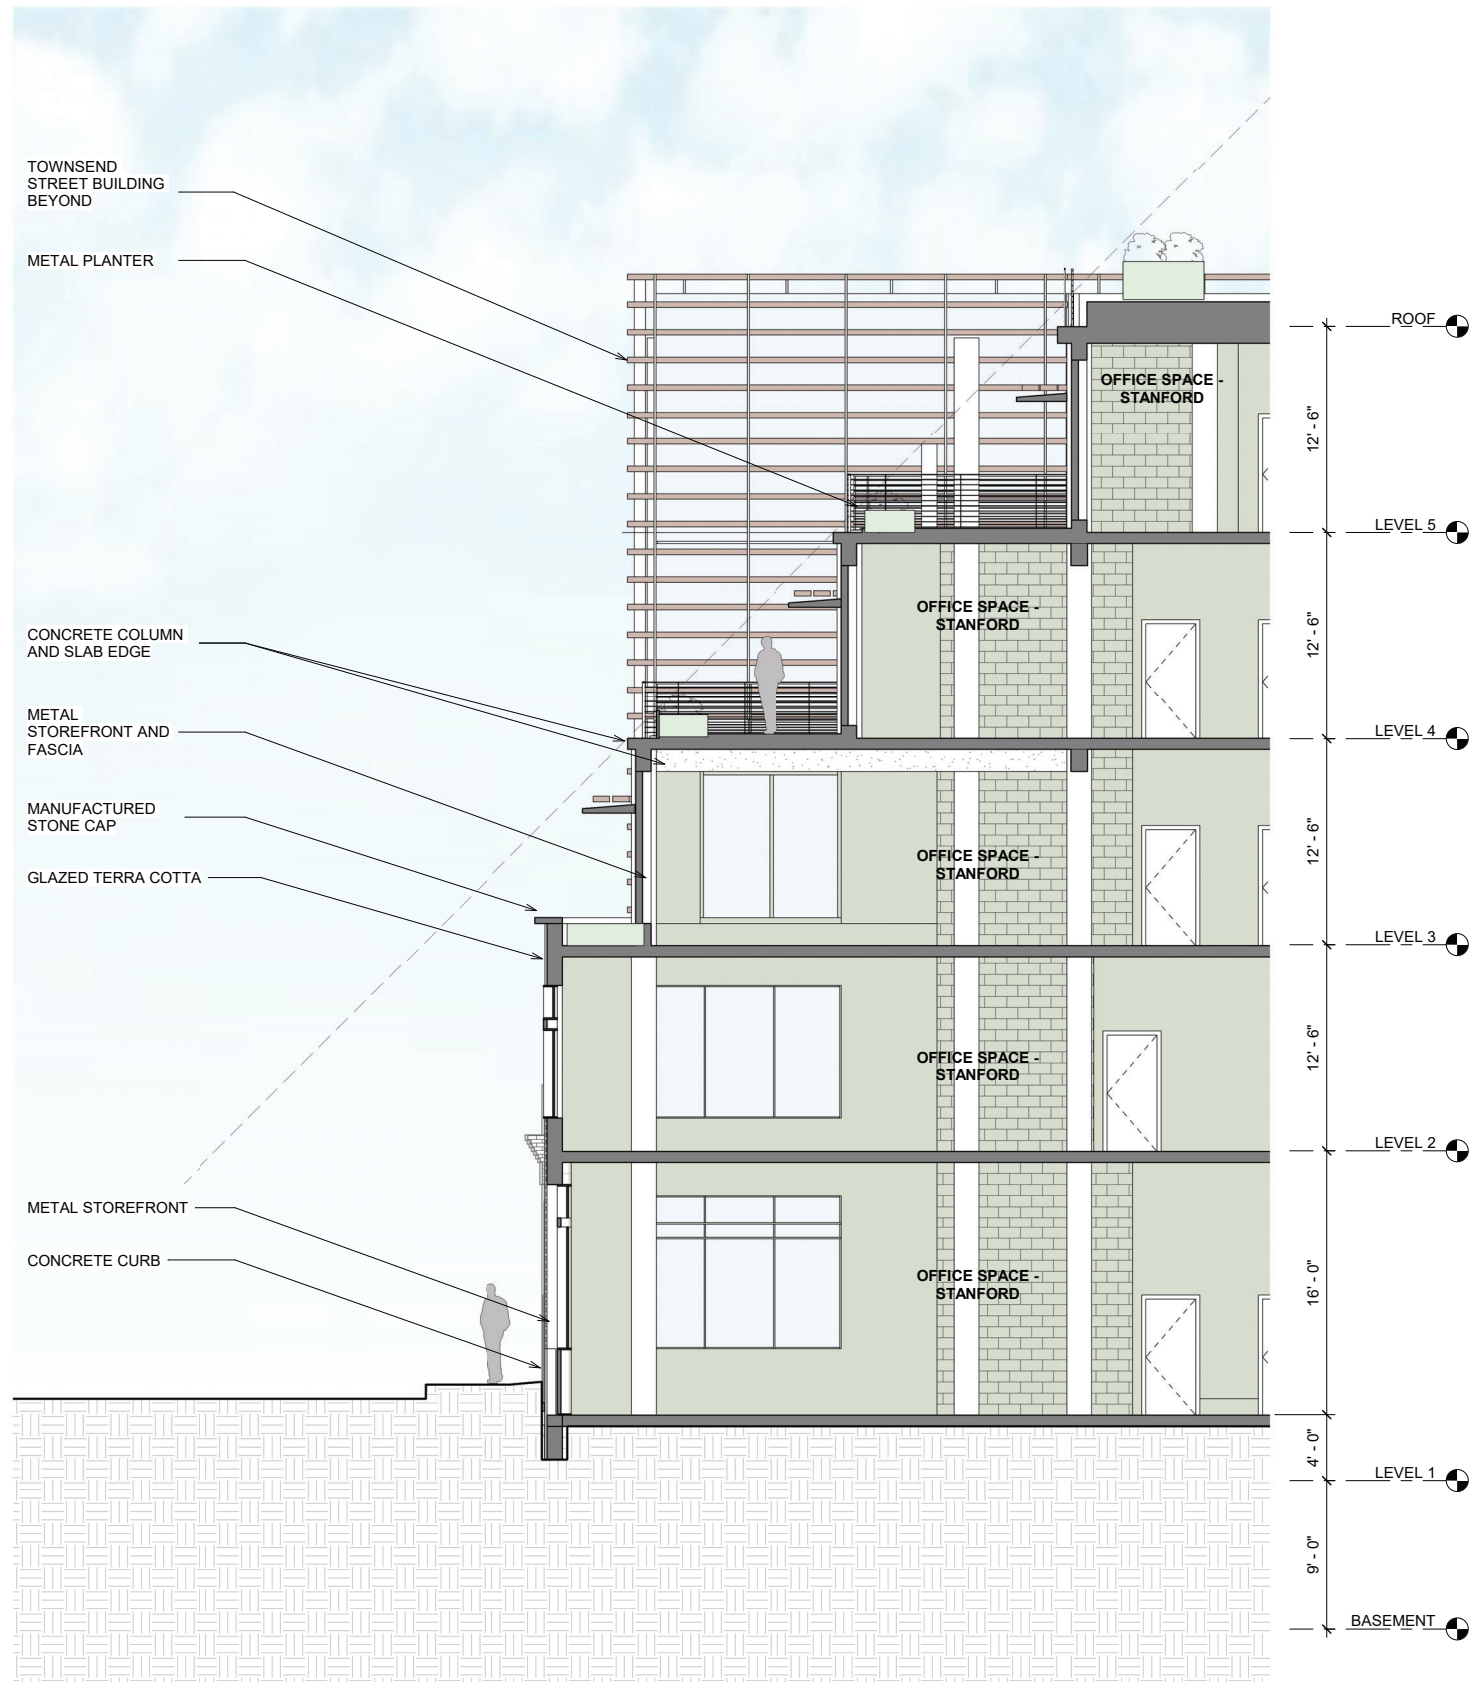 TOWNSEND
STREET BUILDING
BEYOND
METAL PLANTER
CONCRETE COLUMN
AND SLAB EDGE
METAL
STOREFRONT AND
FASCIA
MANUFACTURED
STONE CAP
GLAZED TERRA COTTA
METAL STOREFRONT
CONCRETE CURB
OFFICE SPACE -
STANFORD
OFFICE SPACE -
STANFORD
OFFICE SPACE -
STANFORD
OFFICE SPACE -
STANFORD
OFFICE SPACE -
STANFORD
ROOF
12' - 6"
LEVEL 5
12' - 6"
LEVEL 4
12' - 6"
LEVEL 3
12' - 6"
LEVEL 2
16' - 0"
4' - 0"
LEVEL 1
9' - 0"
BASEMENT